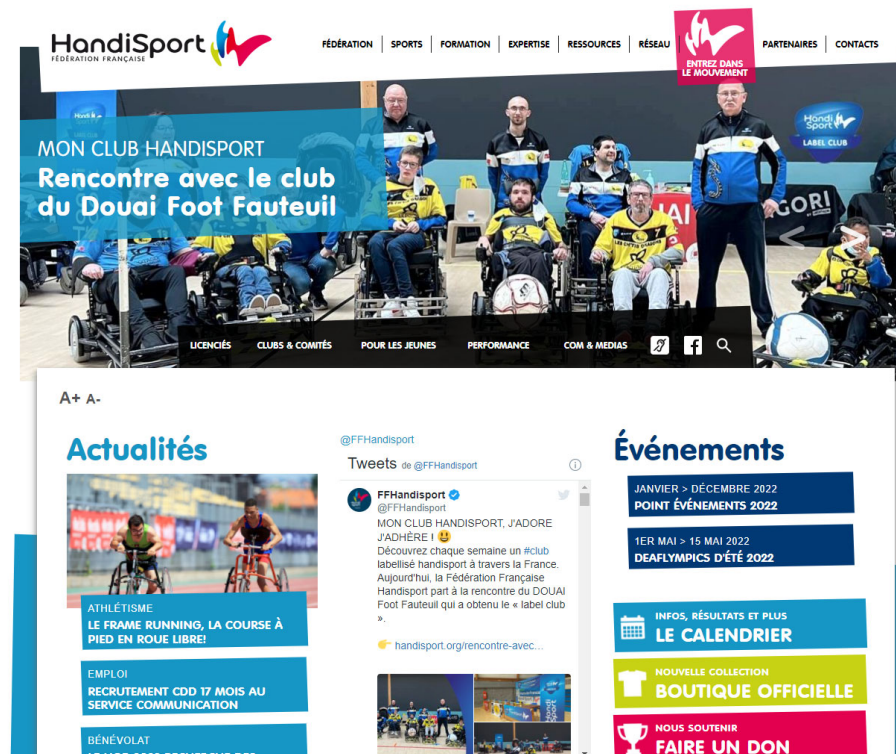 HandiSport
FÉDÉRATION FRANÇAISE
FÉDÉRATION
SPORTS
FORMATION
EXPERTISE
RESSOURCES
RÉSEAU
ENTREZ DANS
LE MOUVEMENT
PARTENAIRES
CONTACTS
Handi
Sport
LABEL CLUB
MON CLUB HANDISPORT
Rencontre avec le club
du Douai Foot Fauteuil
GORI
LICENCIÉS
CLUBS & COMITÉS
POUR LES JEUNES
PERFORMANCE
COM & MEDIAS
A+ A-
Actualités
ATHLÉTISME
LE FRAME RUNNING, LA COURSE À
PIED EN ROUE LIBRE!
EMPLOI
RECRUTEMENT CDD 17 MOIS AU
SERVICE COMMUNICATION
BÉNÉVOLAT
@FFHandisport
Tweets de @FFHandisport
FFHandisport
@FFHandisport
MON CLUB HANDISPORT, J'ADORE
J'ADHÈRE ! 😃
Découvrez chaque semaine un #club
labellisé handisport à travers la France.
Aujourd'hui, la Fédération Française
Handisport part à la rencontre du DOUAI
Foot Fauteuil qui a obtenu le « label club
».
👉 handisport.org/rencontre-avec…
Événements
JANVIER > DÉCEMBRE 2022
POINT ÉVÉNEMENTS 2022
1ER MAI > 15 MAI 2022
DEAFLYMPICS D'ÉTÉ 2022
INFOS, RÉSULTATS ET PLUS
LE CALENDRIER
NOUVELLE COLLECTION
BOUTIQUE OFFICIELLE
NOUS SOUTENIR
FAIRE UN DON